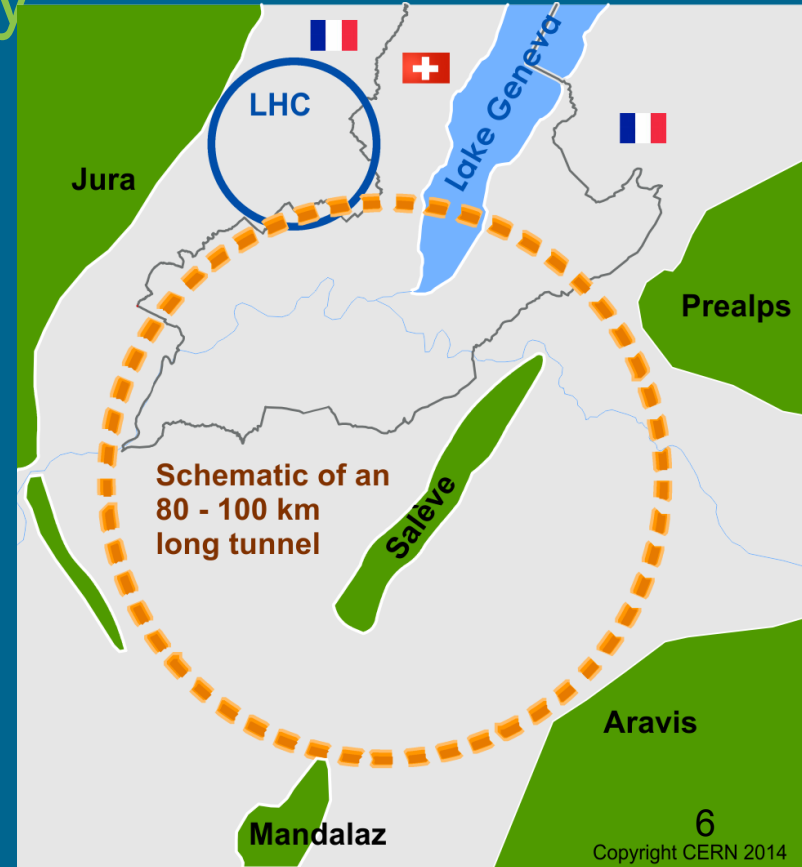 y
LHC
Lake Geneva
Jura
Prealps
Schematic of an
80 - 100 km
long tunnel
Salève
Aravis
Mandalaz
6
Copyright CERN 2014